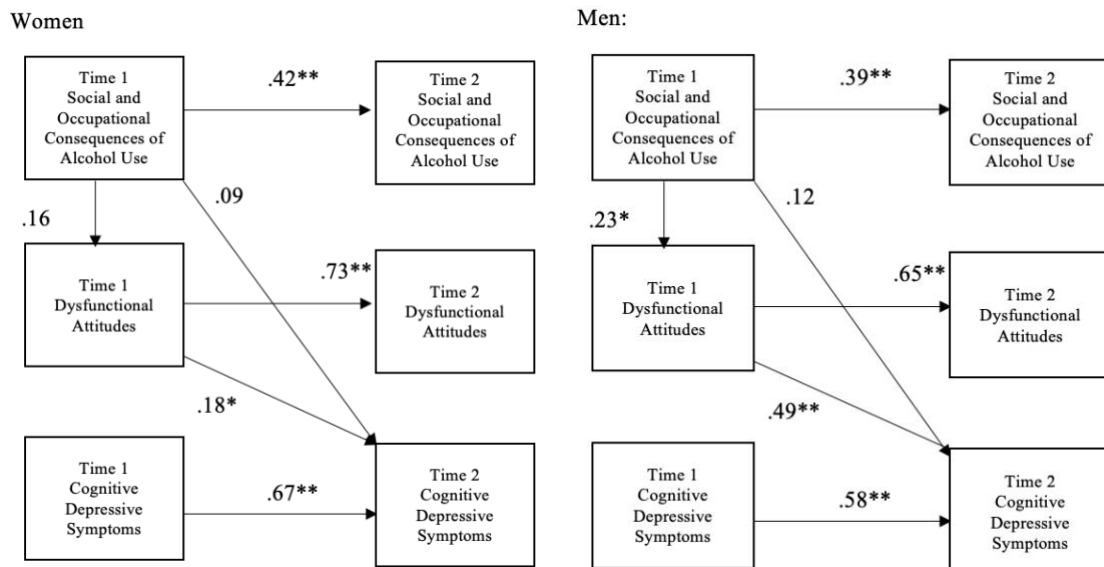 Women
Time 1
Social and
Occupational
Consequences of
Alcohol Use
.42**
Time 2
Social and
Occupational
Consequences of
Alcohol Use
.16
.09
Time 1
Dysfunctional
Attitudes
.73**
Time 2
Dysfunctional
Attitudes
.18*
Time 1
Cognitive
Depressive
Symptoms
.67**
Time 2
Cognitive
Depressive
Symptoms
Men:
Time 1
Social and
Occupational
Consequences of
Alcohol Use
.39**
Time 2
Social and
Occupational
Consequences of
Alcohol Use
.23*
.12
Time 1
Dysfunctional
Attitudes
.65**
Time 2
Dysfunctional
Attitudes
.49**
Time 1
Cognitive
Depressive
Symptoms
.58**
Time 2
Cognitive
Depressive
Symptoms